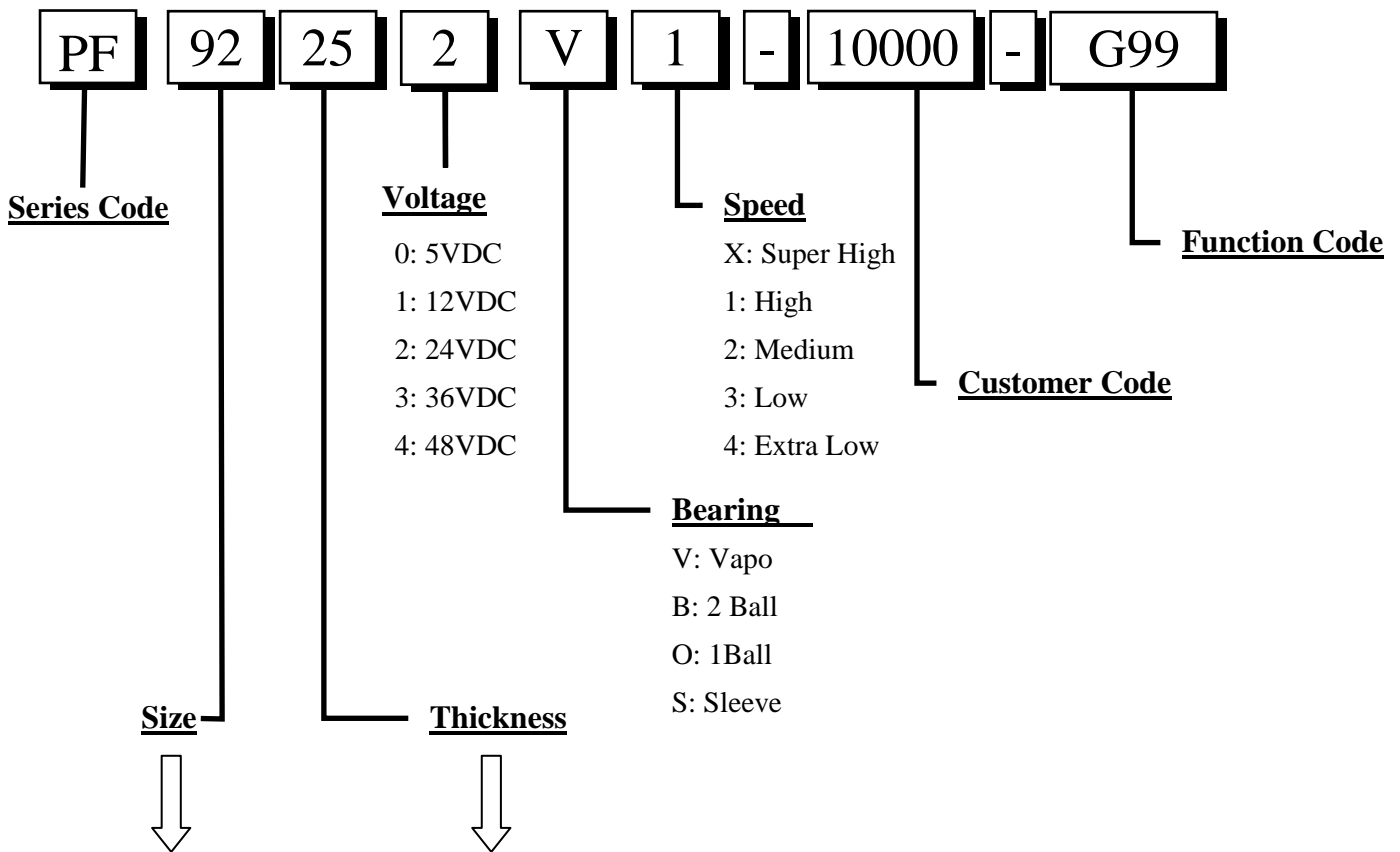 PF 92 25 2 V 1 - 10000 - G99
Series Code
Voltage
0: 5VDC
1: 12VDC
2: 24VDC
3: 36VDC
4: 48VDC
Speed
X: Super High
1: High
2: Medium
3: Low
4: Extra Low
Function Code
Customer Code
Bearing
V: Vapo
B: 2 Ball
O: 1Ball
S: Sleeve
Size
Thickness